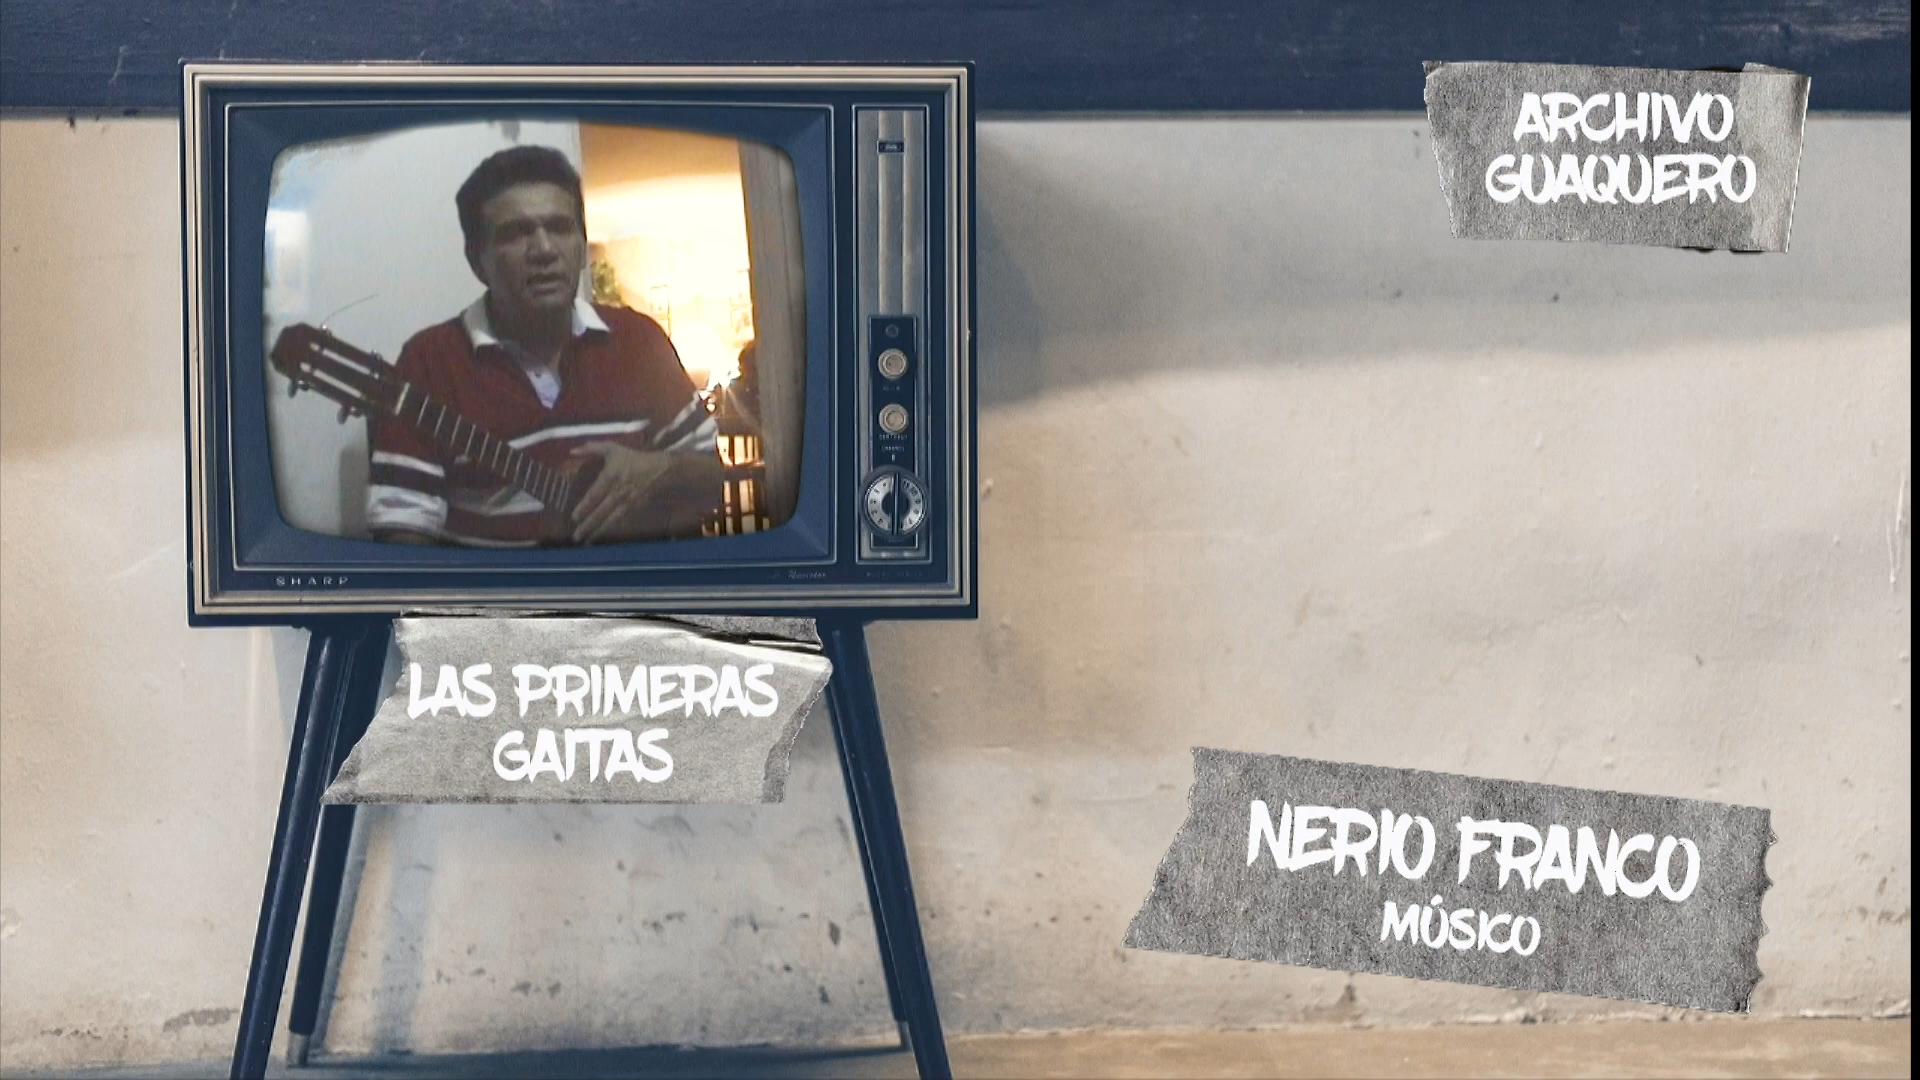 ARCHIVO
GUAQUERO
SHARP
LAS PRIMERAS
GAITAS
NERIO FRANCO
MÚSICO